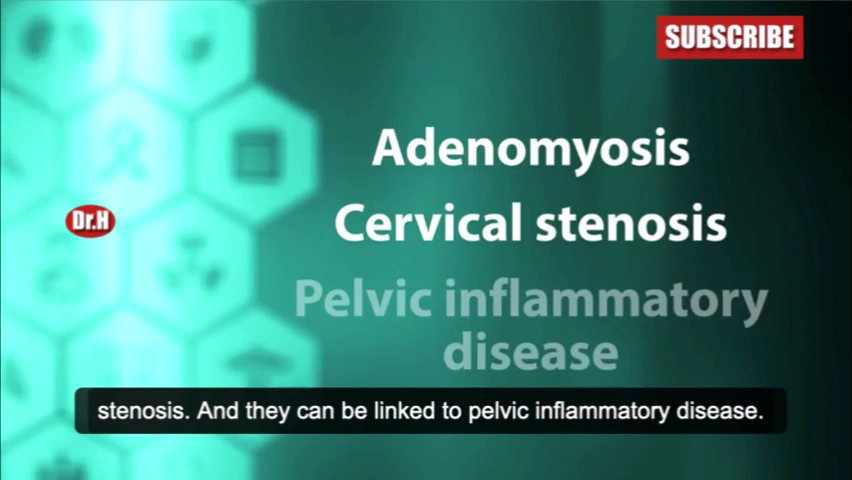 SUBSCRIBE
Adenomyosis
Dr.H
Cervical stenosis
Pelvic inflammatory
disease
stenosis. And they can be linked to pelvic inflammatory disease.